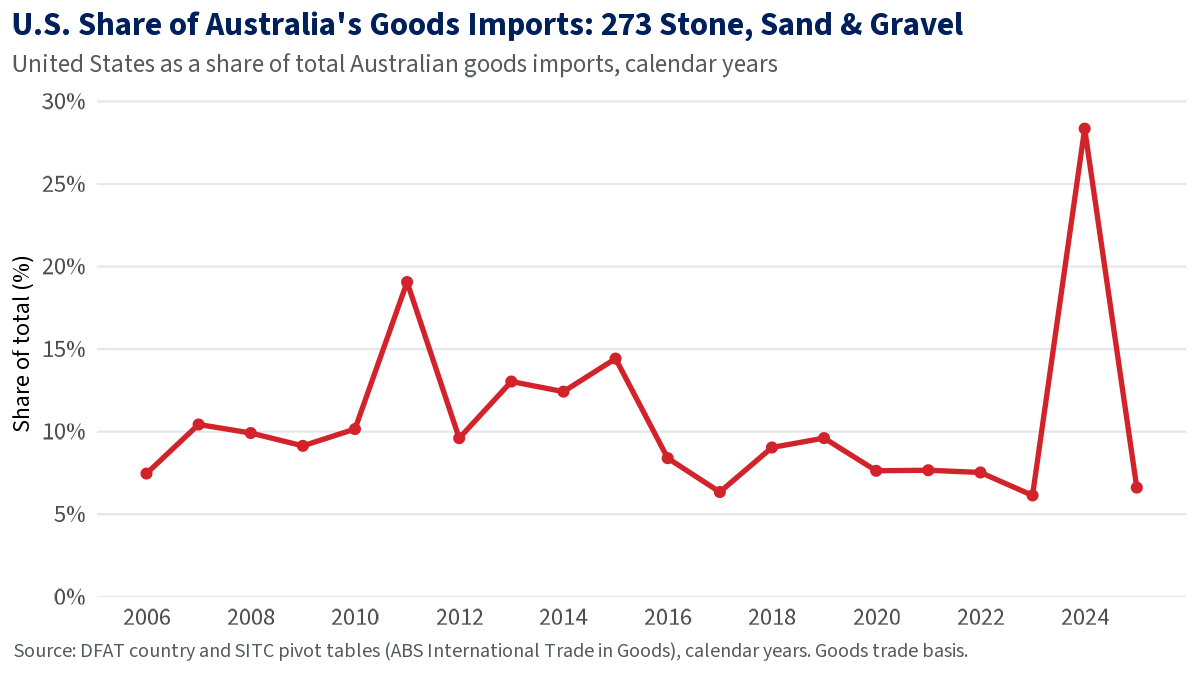 U.S. Share of Australia's Goods Imports: 273 Stone, Sand & Gravel
United States as a share of total Australian goods imports, calendar years
Share of total (%)
30%
25%
20%
15%
10%
5%
0%
2006 2008 2010 2012 2014 2016 2018 2020 2022 2024
Source: DFAT country and SITC pivot tables (ABS International Trade in Goods), calendar years. Goods trade basis.